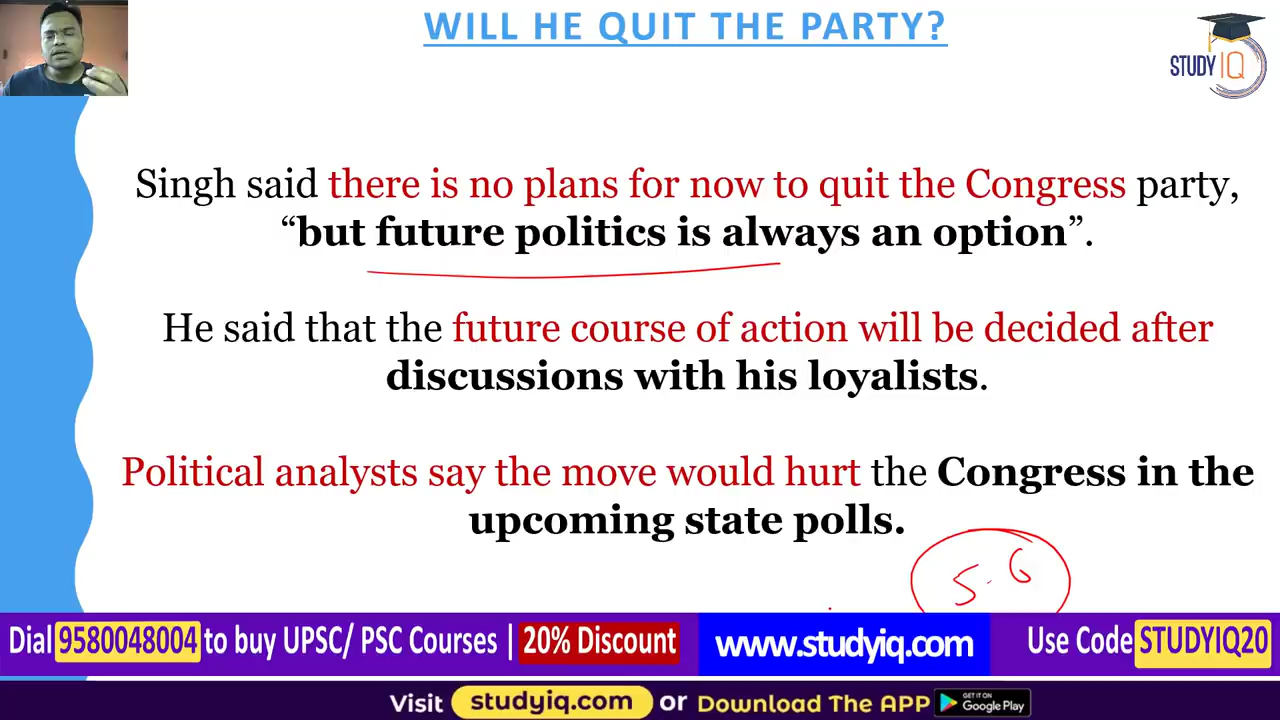 WILL HE QUIT THE PARTY?
STUDY IQ
Singh said there is no plans for now to quit the Congress party,
“but future politics is always an option”.
He said that the future course of action will be decided after
discussions with his loyalists.
Political analysts say the move would hurt the Congress in the
upcoming state polls.
5-6
Dial 9580048004 to buy UPSC/ PSC Courses | 20% Discount
www.studyiq.com
Use Code STUDYIQ20
Visit studyiq.com or Download The APP GET IT ON Google Play